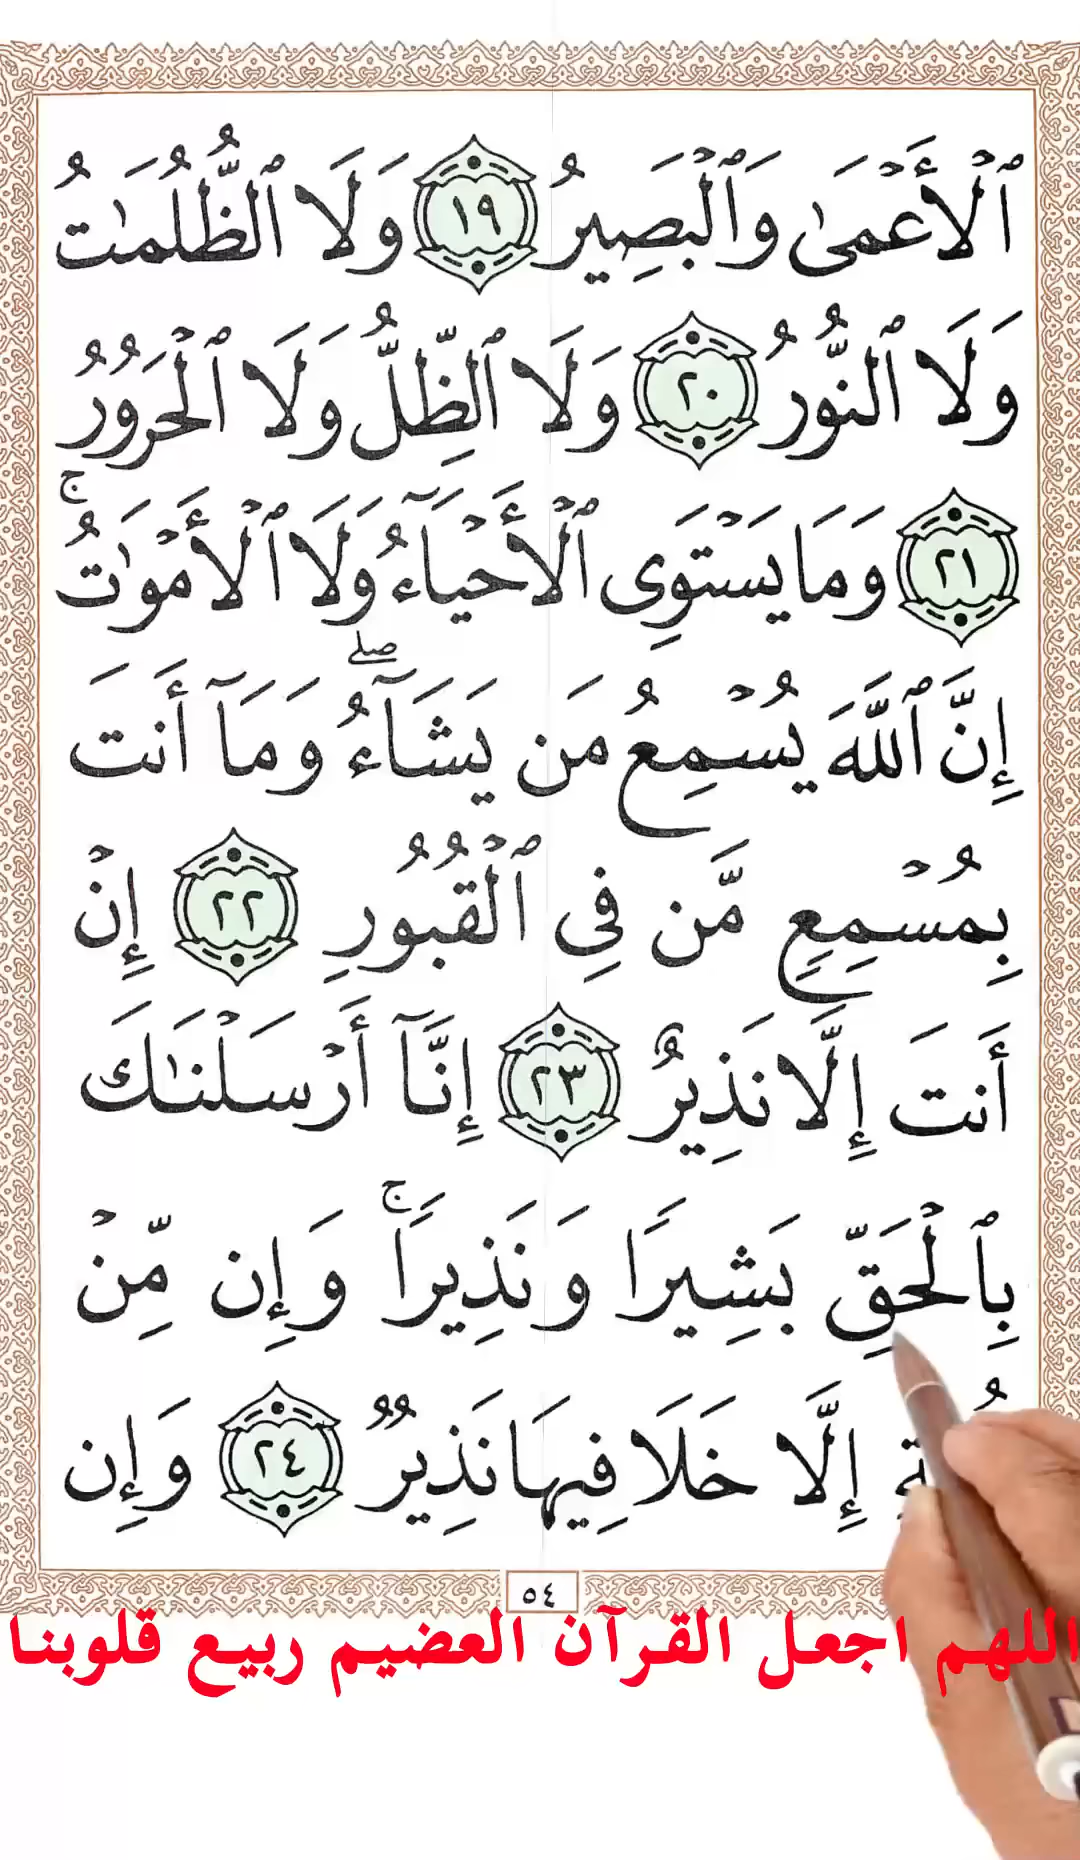 ٱلۡأَعۡمَىٰ وَٱلۡبَصِيرُ ١٩ وَلَا ٱلظُّلُمَٰتُ
وَلَا ٱلنُّورُ ٢٠ وَلَا ٱلظِّلُّ وَلَا ٱلۡحَرُورُ
٢١ وَمَا يَسۡتَوِى ٱلۡأَحۡيَآءُ وَلَا ٱلۡأَمۡوَٰتُۚ
إِنَّ ٱللَّهَ يُسۡمِعُ مَن يَشَآءُۖ وَمَآ أَنتَ
بِمُسۡمِعٍ مَّن فِى ٱلۡقُبُورِ ٢٢ إِنۡ
أَنتَ إِلَّا نَذِيرٌ ٢٣ إِنَّآ أَرۡسَلۡنَٰكَ
بِٱلۡحَقِّ بَشِيرًا وَنَذِيرًاۚ وَإِن مِّنۡ
إِلَّا خَلَا فِيهَا نَذِيرٌ ٢٤ وَإِن
٥٤
اللهم اجعل القرآن العضيم ربيع قلوبنا